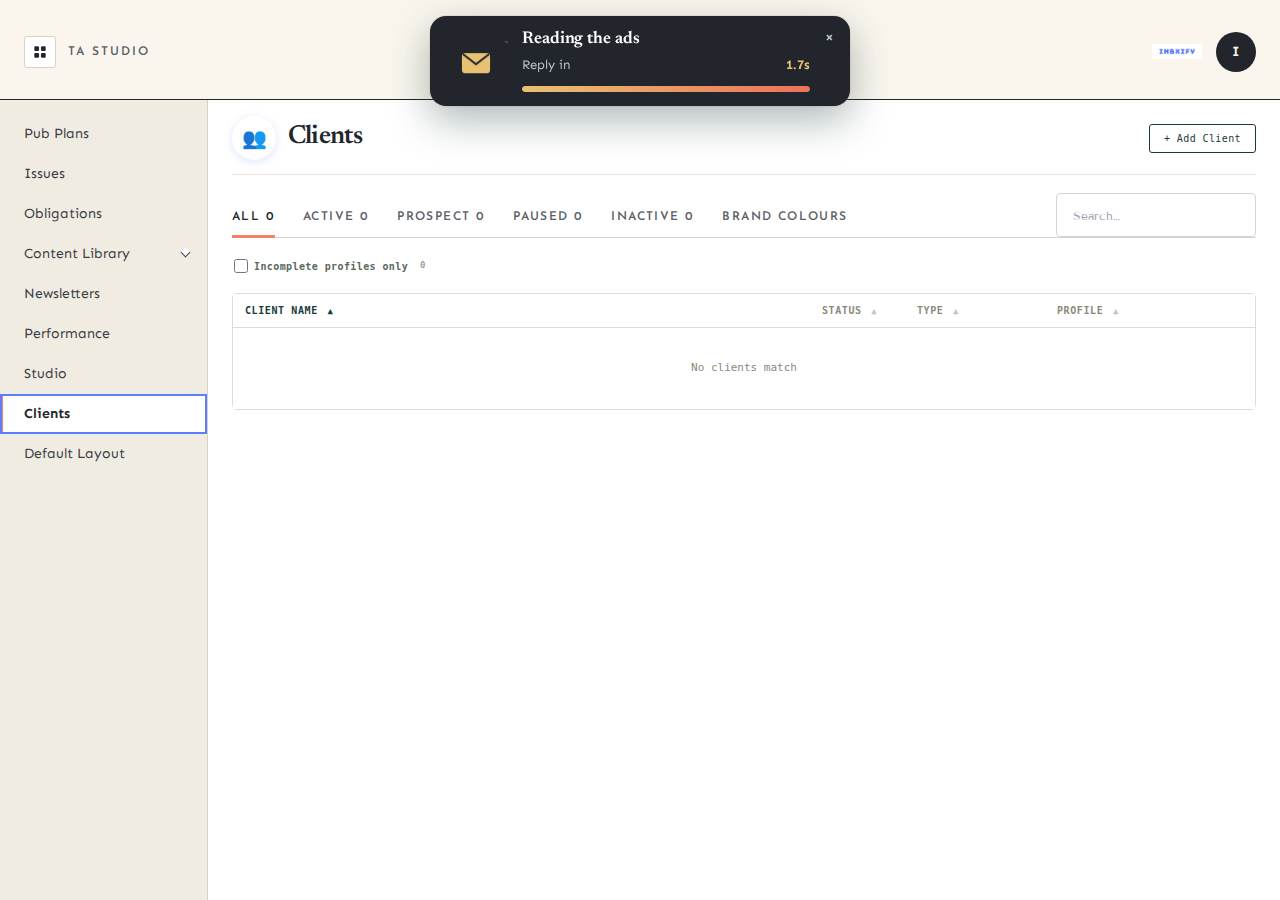 TA STUDIO
Reading the ads
×
Reply in 1.7s
INBXIFY
I
Pub Plans
Issues
Obligations
Content Library
Newsletters
Performance
Studio
Clients
Default Layout
Clients
+ Add Client
ALL 0 ACTIVE 0 PROSPECT 0 PAUSED 0 INACTIVE 0 BRAND COLOURS
Search…
Incomplete profiles only 0
CLIENT NAME ▲ STATUS ▲ TYPE ▲ PROFILE ▲
No clients match